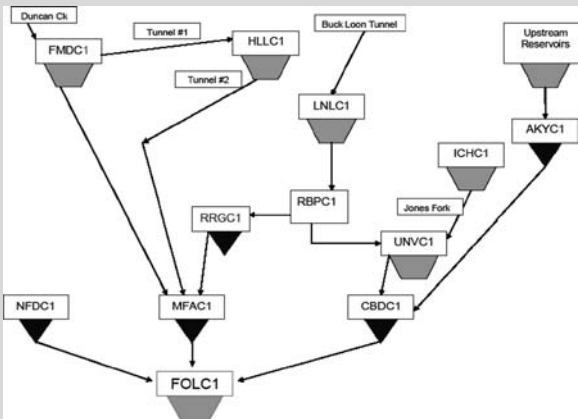 Duncan Ck
Tunnel #1
Buck Loon Tunnel
FMDC1
HLLC1
Upstream
Reservoirs
Tunnel #2
LNLC1
AKYC1
ICHC1
RBPC1
Jones Fork
RRGC1
UNVC1
NFDC1
MFAC1
CBDC1
FOLC1